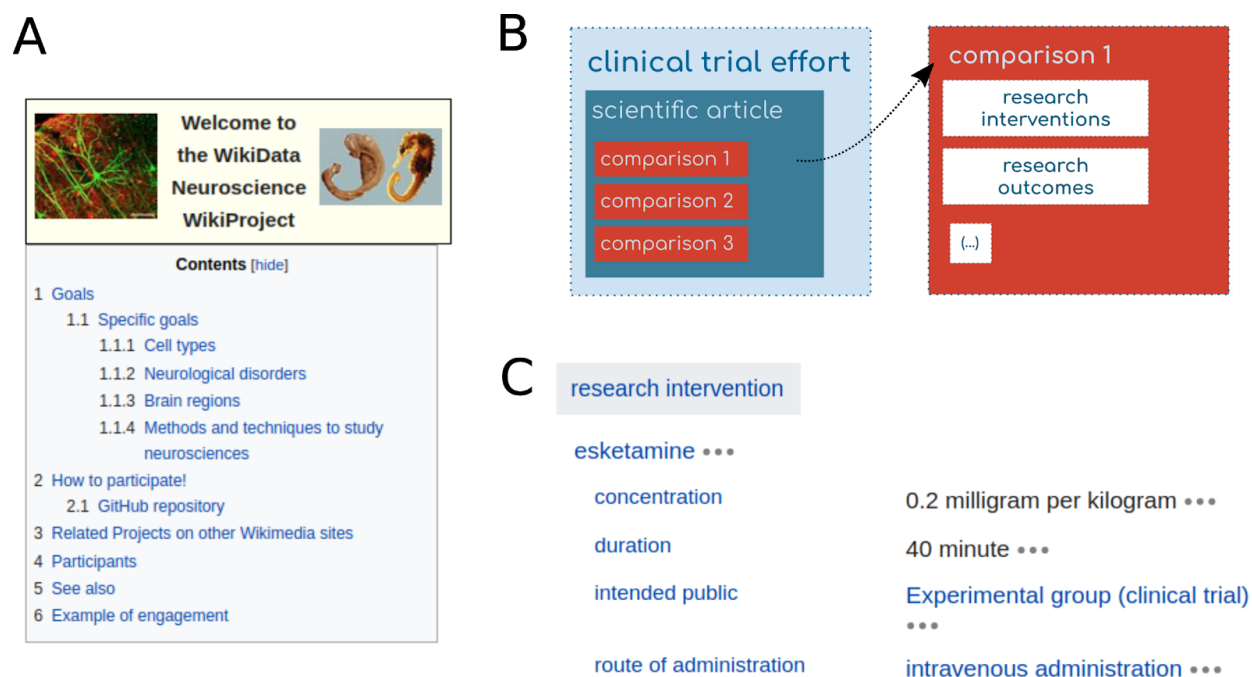 A
Welcome to
the WikiData
Neuroscience
WikiProject
Contents [hide]
1 Goals
1.1 Specific goals
1.1.1 Cell types
1.1.2 Neurological disorders
1.1.3 Brain regions
1.1.4 Methods and techniques to study
neurosciences
2 How to participate!
2.1 GitHub repository
3 Related Projects on other Wikimedia sites
4 Participants
5 See also
6 Example of engagement
B
clinical trial effort
scientific article
comparison 1
comparison 2
comparison 3
comparison 1
research
interventions
research
outcomes
(...)
C
research intervention
esketamine •••
concentration 0.2 milligram per kilogram •••
duration 40 minute •••
intended public Experimental group (clinical trial)
•••
route of administration intravenous administration •••